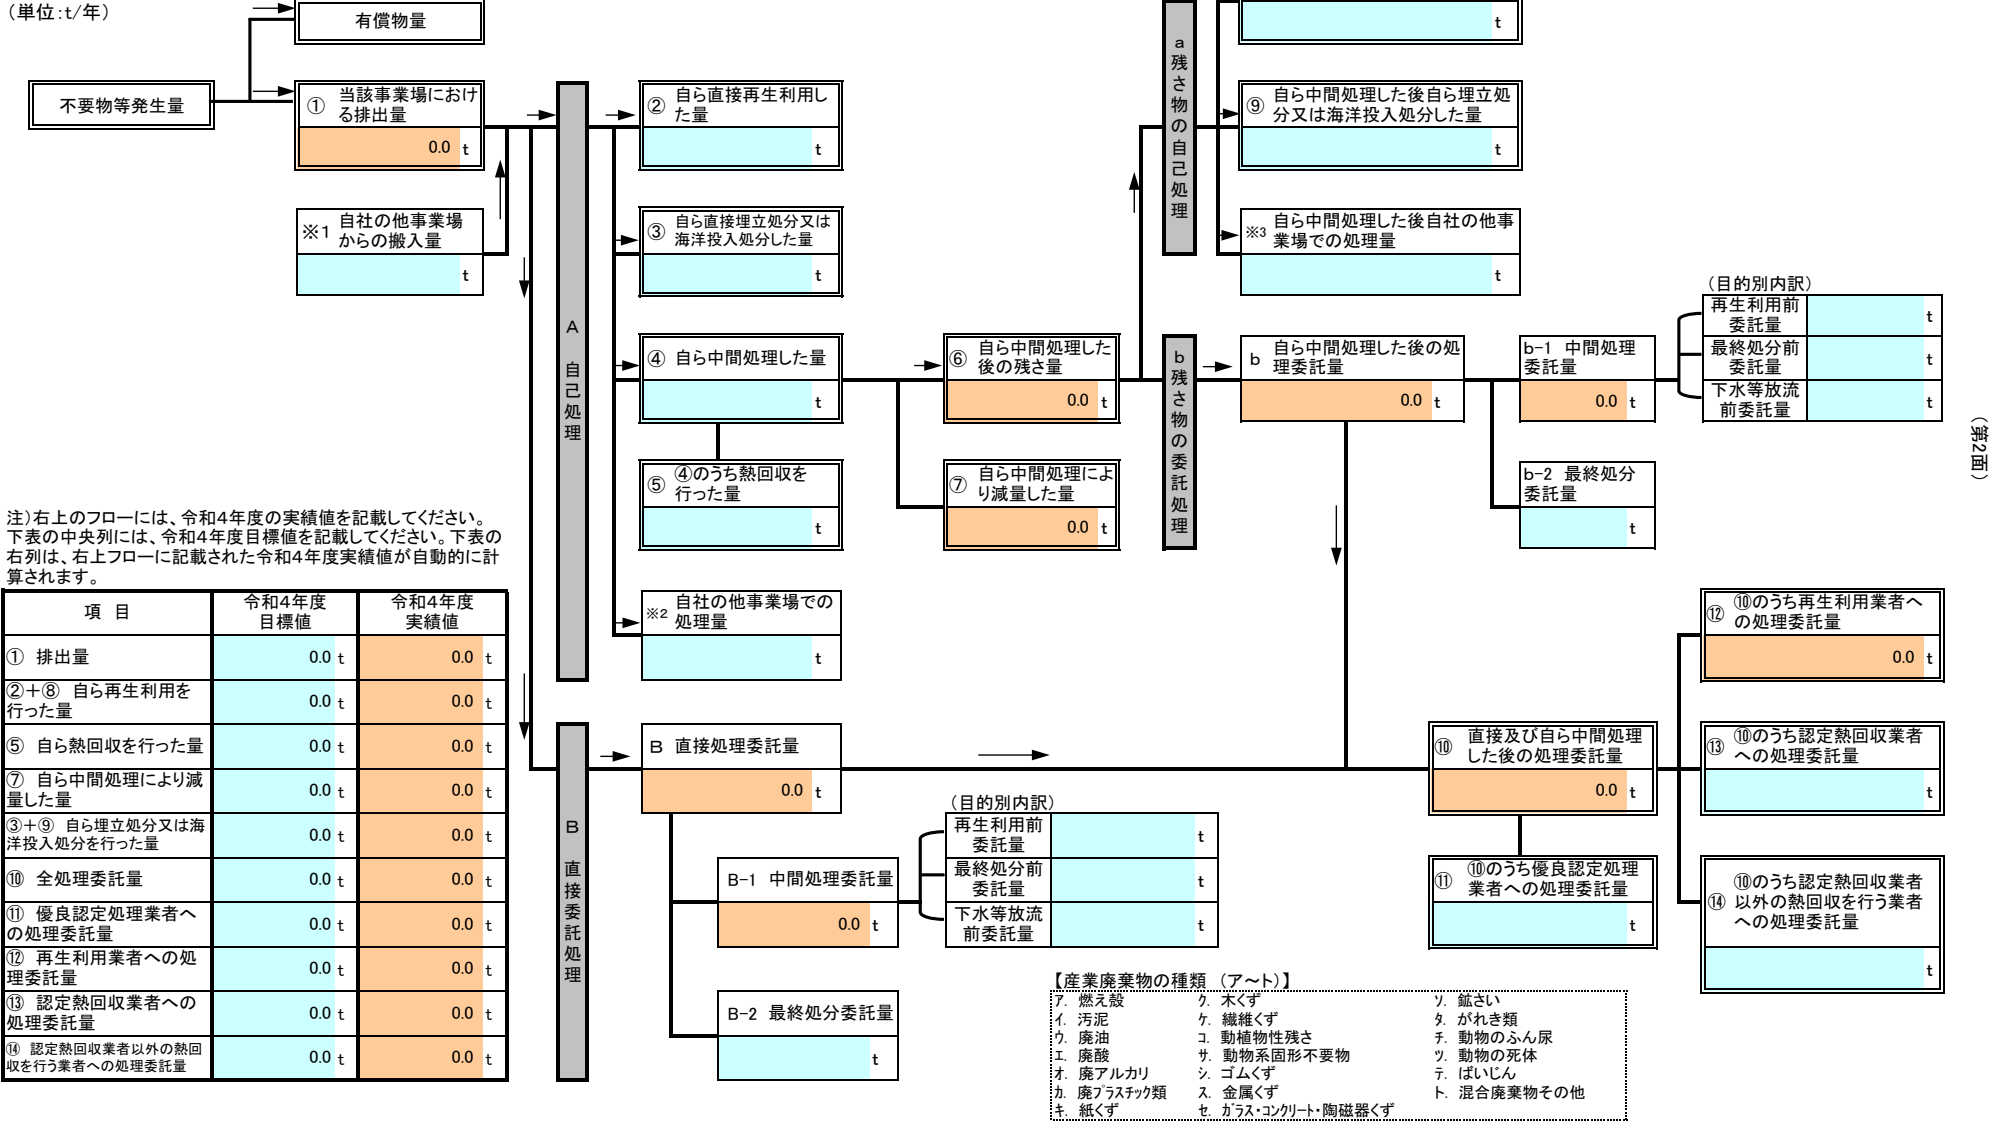 （単位：t/年）
有償物量
t
不要物等発生量
① 当該事業場におけ
る排出量
0.0 t
※1 自社の他事業場
からの搬入量
t
A 自己処理
② 自ら直接再生利用し
た量
t
③ 自ら直接埋立処分又は
海洋投入処分した量
t
④ 自ら中間処理した量
t
⑤ ④のうち熱回収を
行った量
t
※2 自社の他事業場での
処理量
t
⑥ 自ら中間処理した
後の残さ量
0.0 t
⑦ 自ら中間処理によ
り減量した量
0.0 t
a残さ物の自己処理
⑨ 自ら中間処理した後自ら埋立処
分又は海洋投入処分した量
t
※3 自ら中間処理した後自社の他事
業場での処理量
t
b残さ物の委託処理
b 自ら中間処理した後の処
理委託量
0.0 t
b-1 中間処理
委託量
0.0 t
b-2 最終処分
委託量
t
（目的別内訳）
再生利用前
委託量
t
最終処分前
委託量
t
下水等放流
前委託量
t
（第2面）
注）右上のフローには、令和4年度の実績値を記載してください。
下表の中央列には、令和4年度目標値を記載してください。下表の
右列は、右上フローに記載された令和4年度実績値が自動的に計
算されます。
項 目 令和4年度 令和4年度
目標値 実績値
① 排出量 0.0 t 0.0 t
②＋⑧ 自ら再生利用を
行った量 0.0 t 0.0 t
⑤ 自ら熱回収を行った量 0.0 t 0.0 t
⑦ 自ら中間処理により減
量した量 0.0 t 0.0 t
③＋⑨ 自ら埋立処分又は海
洋投入処分を行った量 0.0 t 0.0 t
⑩ 全処理委託量 0.0 t 0.0 t
⑪ 優良認定処理業者へ
の処理委託量 0.0 t 0.0 t
⑫ 再生利用業者への処
理委託量 0.0 t 0.0 t
⑬ 認定熱回収業者への
処理委託量 0.0 t 0.0 t
⑭ 認定熱回収業者以外の熱回
収を行う業者への処理委託量 0.0 t 0.0 t
B 直接委託処理
B 直接処理委託量
0.0 t
B-1 中間処理委託量
0.0 t
B-2 最終処分委託量
t
（目的別内訳）
再生利用前
委託量
t
最終処分前
委託量
t
下水等放流
前委託量
t
⑩ 直接及び自ら中間処理
した後の処理委託量
0.0 t
⑪ ⑩のうち優良認定処理
業者への処理委託量
t
⑫ ⑩のうち再生利用業者へ
の処理委託量
0.0 t
⑬ ⑩のうち認定熱回収業者
への処理委託量
t
⑭ ⑩のうち認定熱回収業者
以外の熱回収を行う業者
への処理委託量
t
【産業廃棄物の種類 （ア～ト）】
ｱ. 燃え殻 ｸ. 木くず ｿ. 鉱さい
ｲ. 汚泥 ｹ. 繊維くず ﾀ. がれき類
ｳ. 廃油 ｺ. 動植物性残さ ﾁ. 動物のふん尿
ｴ. 廃酸 ｻ. 動物系固形不要物 ﾂ. 動物の死体
ｵ. 廃アルカリ ｼ. ゴムくず ﾃ. ばいじん
ｶ. 廃ﾌﾟﾗｽﾁｯｸ類 ｽ. 金属くず ﾄ. 混合廃棄物その他
ｷ. 紙くず ｾ. ｶﾞﾗｽ・ｺﾝｸﾘｰﾄ・陶磁器くず